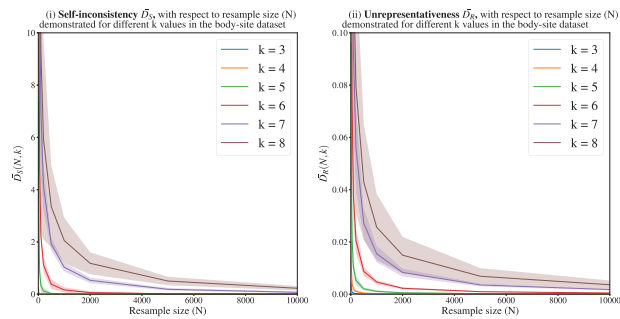 (i) Self-inconsistency D̄_S, with respect to resample size (N)
demonstrated for different k values in the body-site dataset
10
8
6
4
2
0
D̄_S(N, k)
k = 3
k = 4
k = 5
k = 6
k = 7
k = 8
0 2000 4000 6000 8000 10000
Resample size (N)
(ii) Unrepresentativeness D̄_R, with respect to resample size (N)
demonstrated for different k values in the body-site dataset
0.10
0.08
0.06
0.04
0.02
0.00
D̄_R(N, k)
k = 3
k = 4
k = 5
k = 6
k = 7
k = 8
0 2000 4000 6000 8000 10000
Resample size (N)